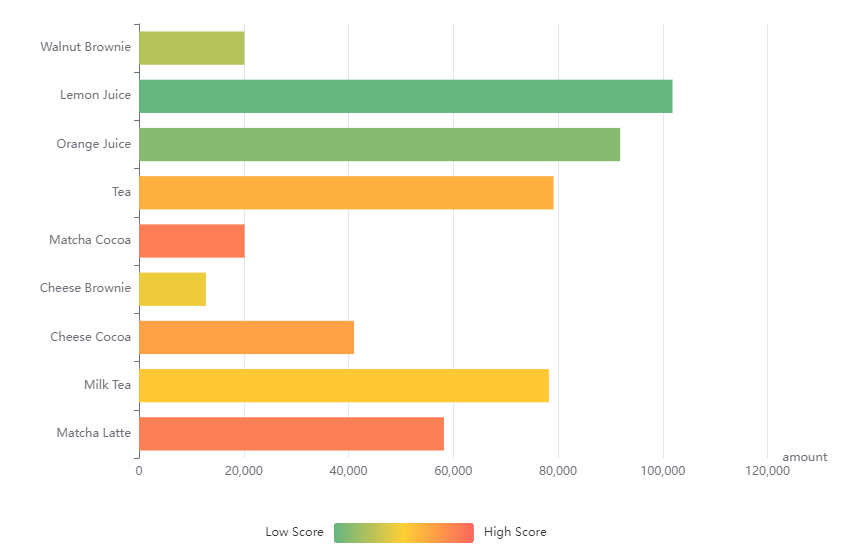 Walnut Brownie
Lemon Juice
Orange Juice
Tea
Matcha Cocoa
Cheese Brownie
Cheese Cocoa
Milk Tea
Matcha Latte
amount
0 20,000 40,000 60,000 80,000 100,000 120,000
Low Score High Score